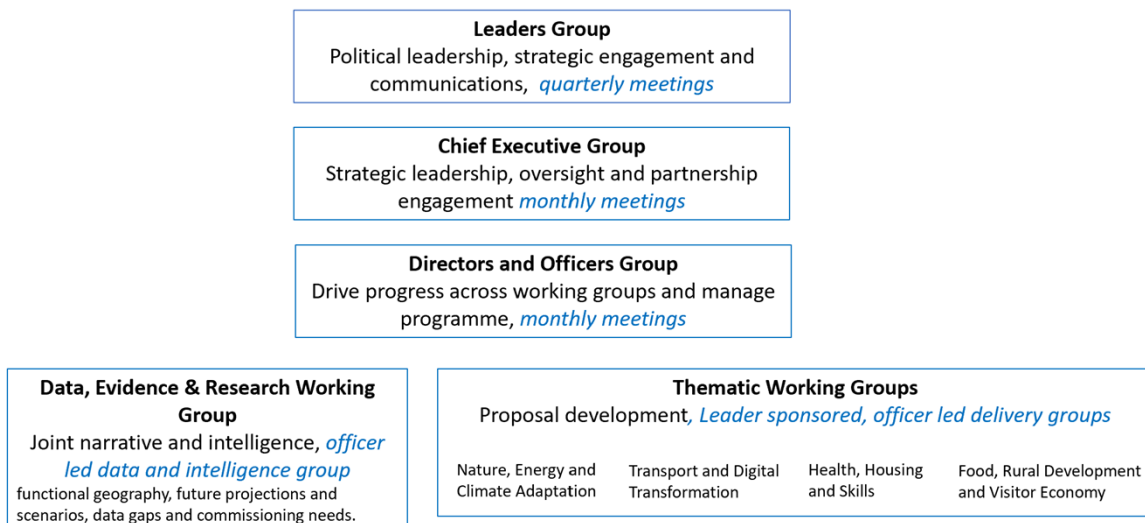 Leaders Group
Political leadership, strategic engagement and
communications, quarterly meetings
Chief Executive Group
Strategic leadership, oversight and partnership
engagement monthly meetings
Directors and Officers Group
Drive progress across working groups and manage
programme, monthly meetings
Data, Evidence & Research Working
Group
Joint narrative and intelligence, officer
led data and intelligence group
functional geography, future projections and
scenarios, data gaps and commissioning needs.
Thematic Working Groups
Proposal development, Leader sponsored, officer led delivery groups
Nature, Energy and
Climate Adaptation
Transport and Digital
Transformation
Health, Housing
and Skills
Food, Rural Development
and Visitor Economy